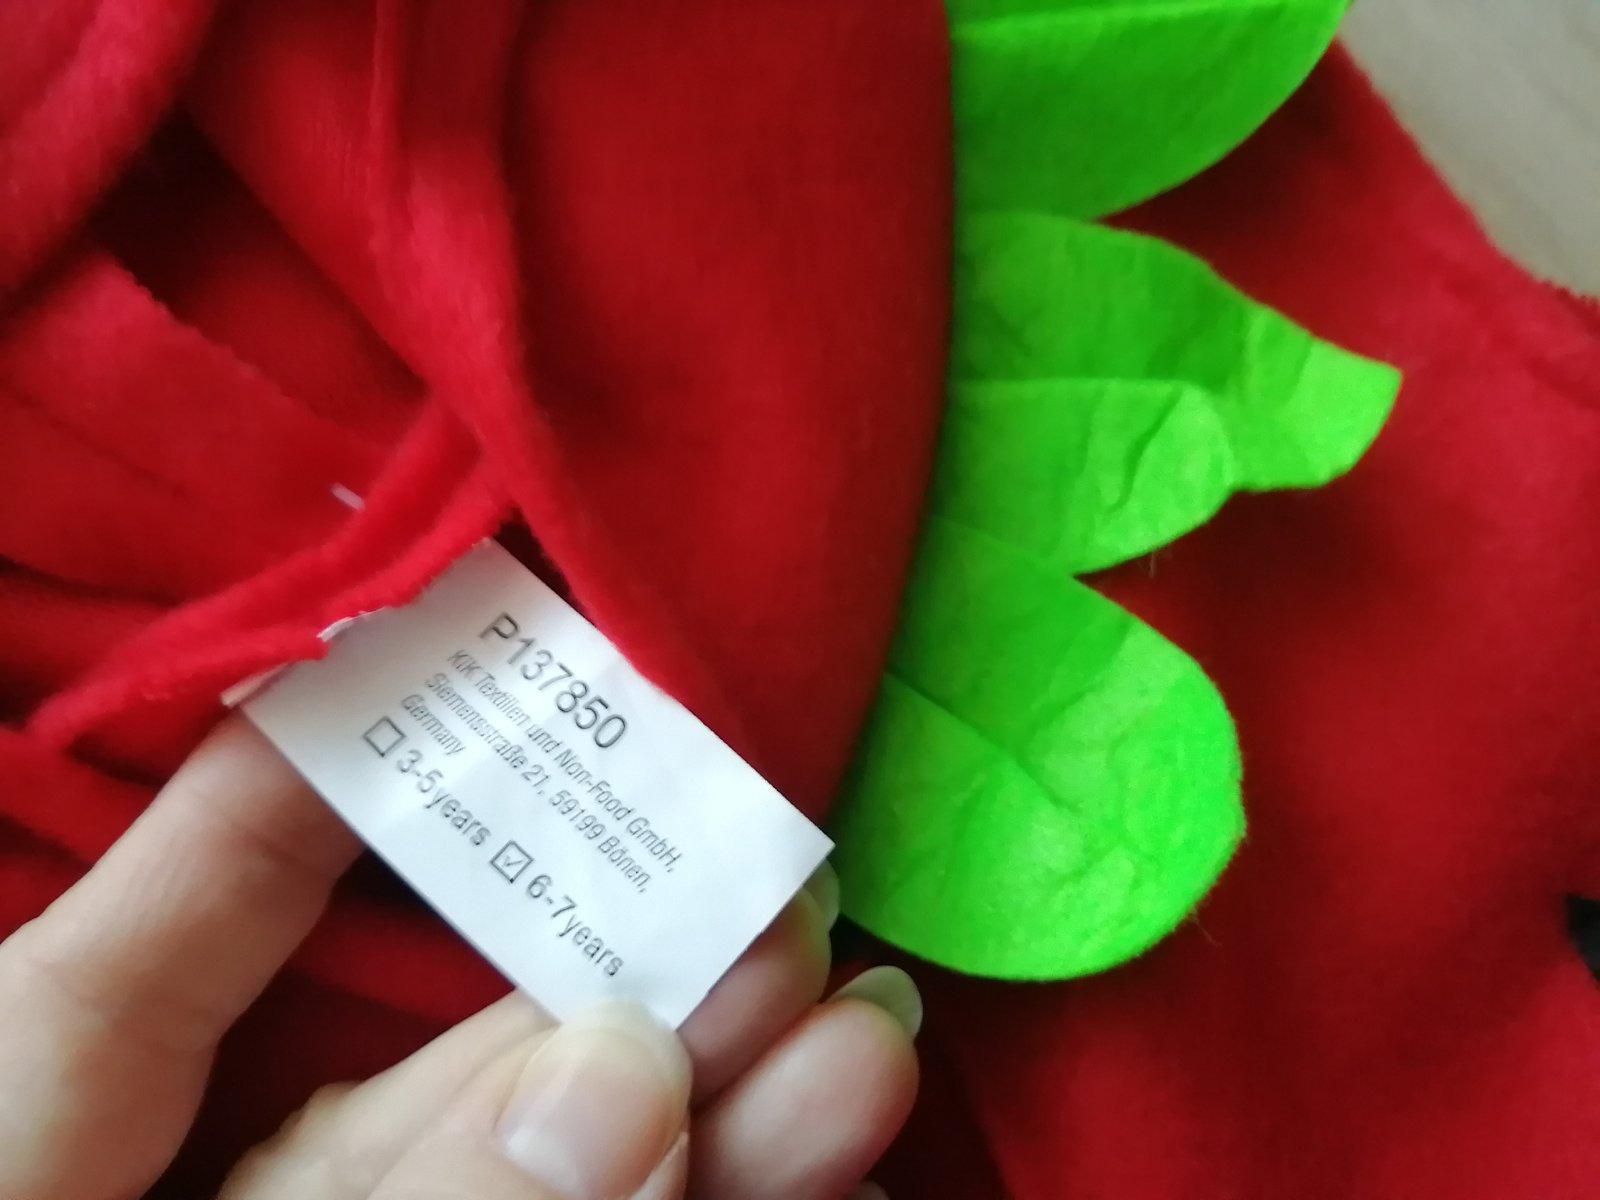 P137850
KiK Textilien und Non-Food GmbH,
Siemensstraße 21, 59199 Bönen,
Germany
☐ 3-5years ☑ 6-7years